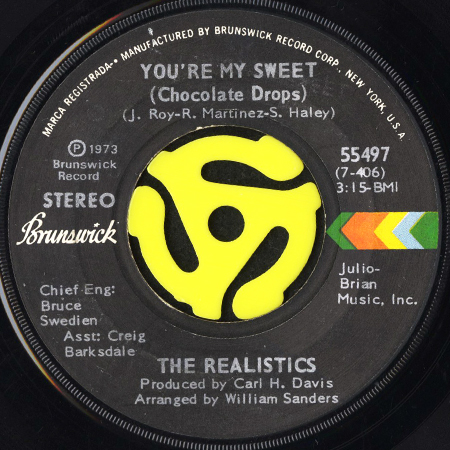 MARCA REGISTRADA • MANUFACTURED BY BRUNSWICK RECORD CORP., NEW YORK, U.S.A.
YOU'RE MY SWEET
(Chocolate Drops)
(J. Roy-R. Martinez-S. Haley)
Ⓟ 1973
Brunswick
Record
55497
(7-406)
3:15-BMI
STEREO
Brunswick
Julio-
Brian
Music, Inc.
Chief Eng:
Bruce
Swedien
Asst: Creig
Barksdale
THE REALISTICS
Produced by Carl H. Davis
Arranged by William Sanders